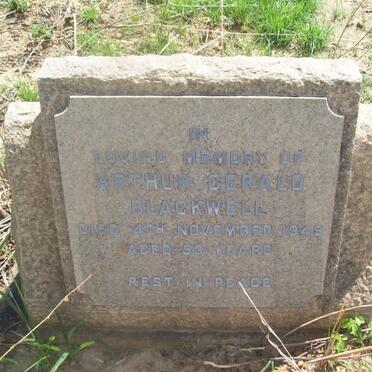 IN
LOVING MEMORY OF
ARTHUR GERALD
BLACKWELL
DIED 4TH NOVEMBER
AGED YEARS
REST IN PEACE